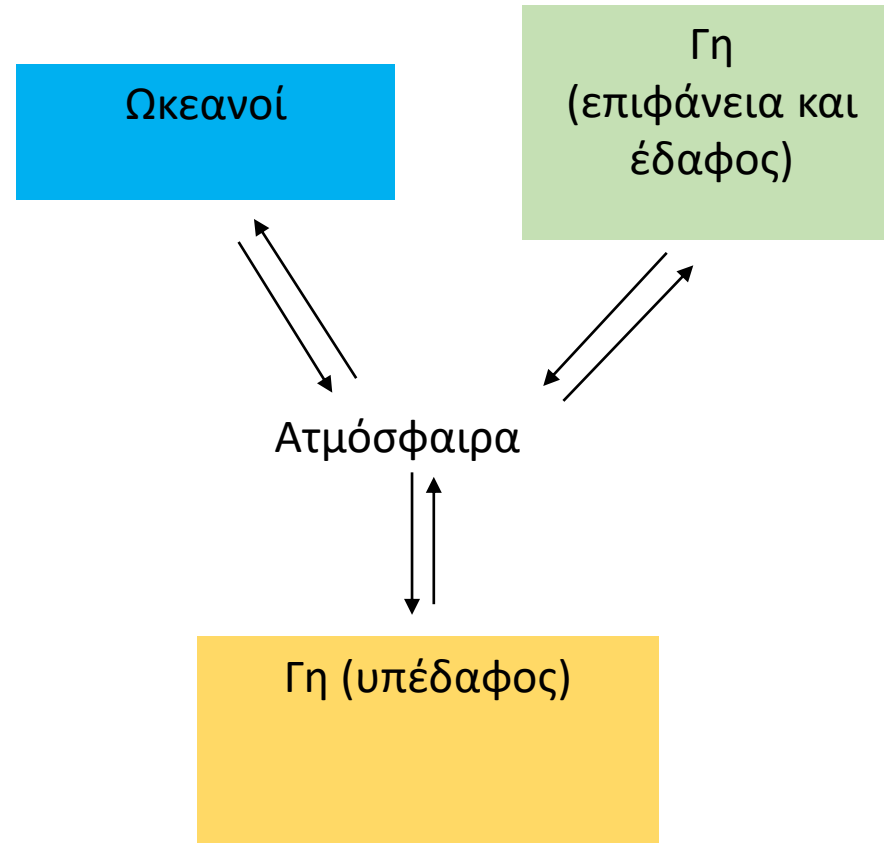 Ωκεανοί
Γη
(επιφάνεια και
έδαφος)
Ατμόσφαιρα
Γη (υπέδαφος)